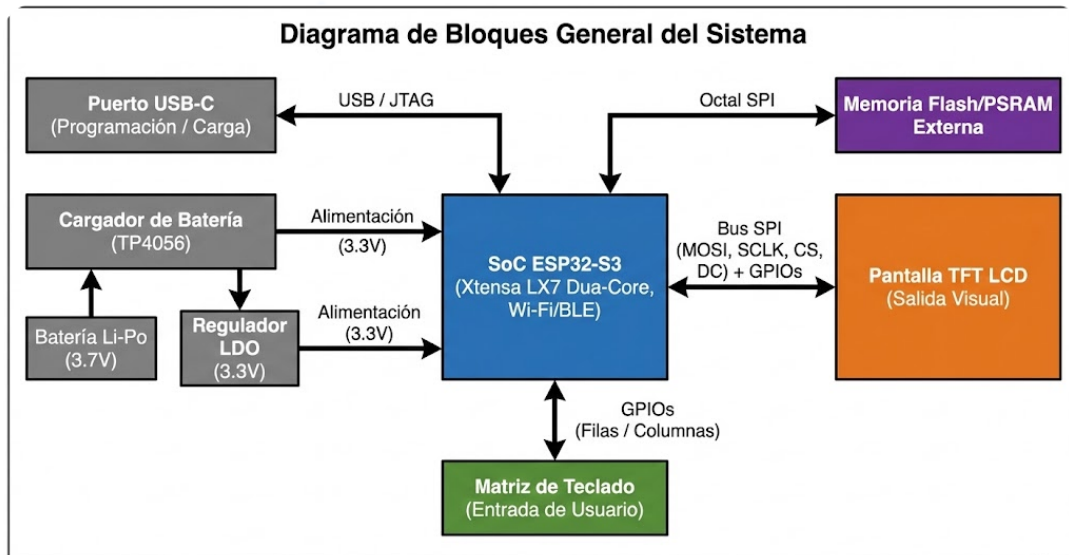 Diagrama de Bloques General del Sistema
Puerto USB-C
(Programación / Carga)
USB / JTAG
Octal SPI
Memoria Flash/PSRAM
Externa
Cargador de Batería
(TP4056)
Alimentación
(3.3V)
SoC ESP32-S3
(Xtensa LX7 Dua-Core,
Wi-Fi/BLE)
Bus SPI
(MOSI, SCLK, CS,
DC) + GPIOs
Pantalla TFT LCD
(Salida Visual)
Batería Li-Po
(3.7V)
Regulador
LDO
(3.3V)
Alimentación
(3.3V)
GPIOs
(Filas / Columnas)
Matriz de Teclado
(Entrada de Usuario)